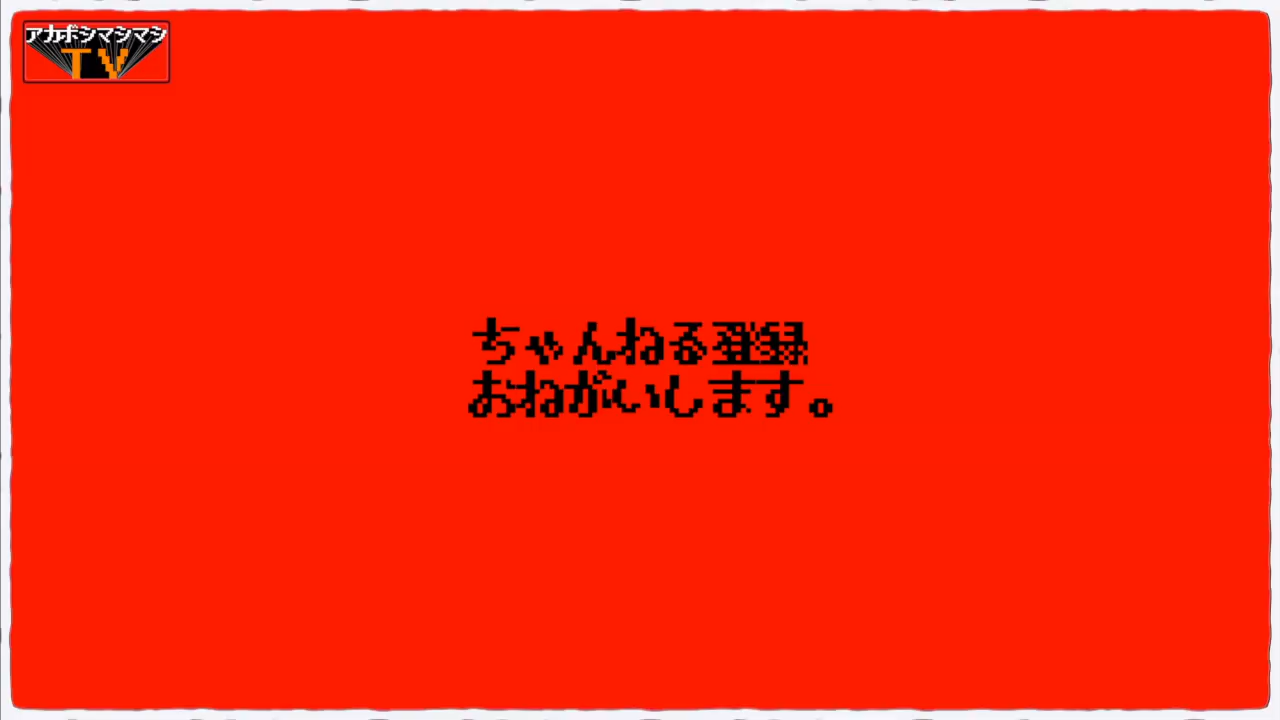 アカボシマシマシ
TV
ちゃんねる登録
おねがいします。